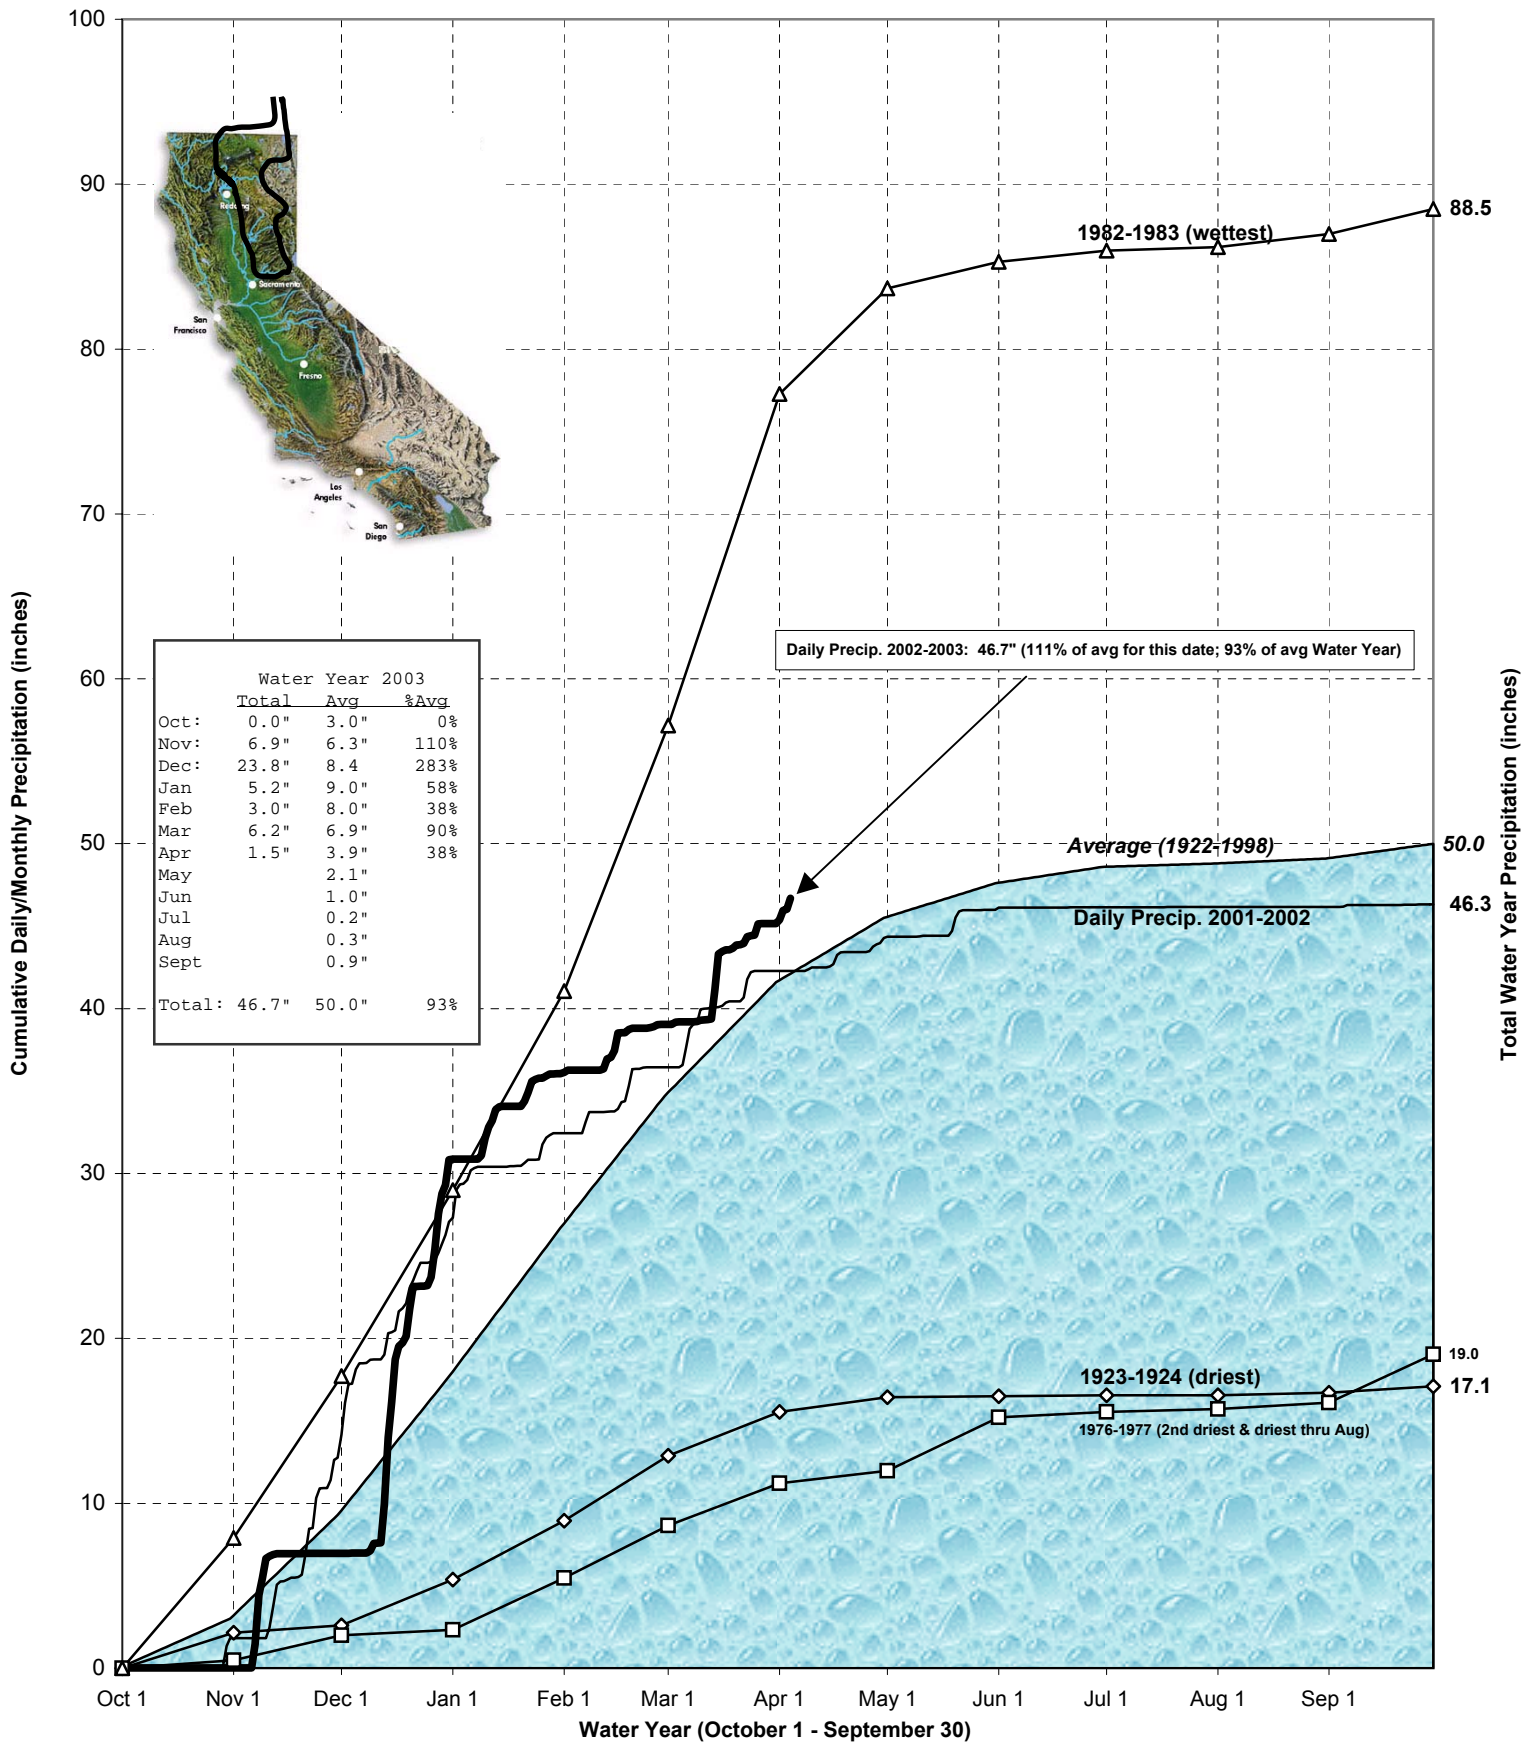 100
90
80
70
60
50
40
30
20
10
0
Cumulative Daily/Monthly Precipitation (inches)
Redding
Sacramento
San
Francisco
Fresno
Los
Angeles
San
Diego
Water Year 2003
Total Avg %Avg
Oct: 0.0" 3.0" 0%
Nov: 6.9" 6.3" 110%
Dec: 23.8" 8.4 283%
Jan 5.2" 9.0" 58%
Feb 3.0" 8.0" 38%
Mar 6.2" 6.9" 90%
Apr 1.5" 3.9" 38%
May 2.1"
Jun 1.0"
Jul 0.2"
Aug 0.3"
Sept 0.9"
Total: 46.7" 50.0" 93%
1982-1983 (wettest)
88.5
Daily Precip. 2002-2003: 46.7" (111% of avg for this date; 93% of avg Water Year)
Average (1922-1998)
50.0
46.3
Daily Precip. 2001-2002
19.0
1923-1924 (driest)
17.1
1976-1977 (2nd driest & driest thru Aug)
Total Water Year Precipitation (inches)
Oct 1 Nov 1 Dec 1 Jan 1 Feb 1 Mar 1 Apr 1 May 1 Jun 1 Jul 1 Aug 1 Sep 1
Water Year (October 1 - September 30)